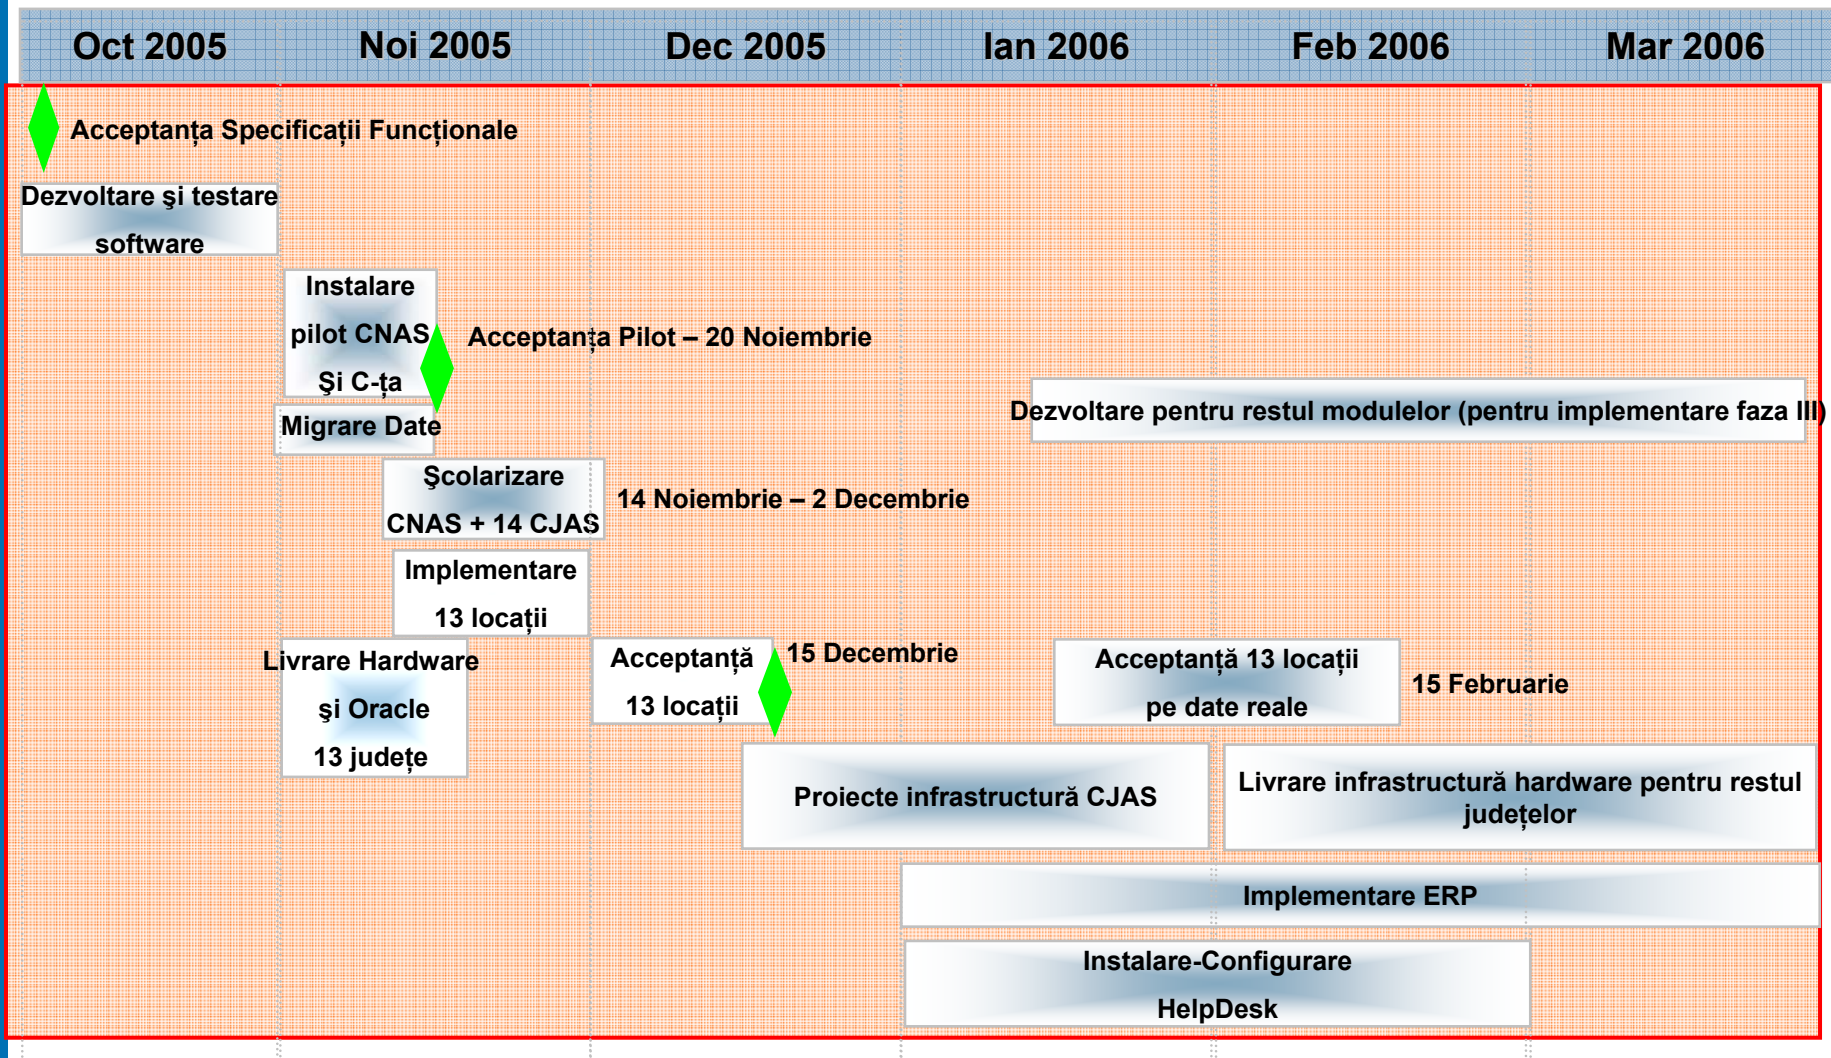 Oct 2005
Noi 2005
Dec 2005
Ian 2006
Feb 2006
Mar 2006
Acceptanța Specificații Funcționale
Dezvoltare şi testare
software
Instalare
pilot CNAS
Şi C-ța
Acceptanța Pilot – 20 Noiembrie
Migrare Date
Dezvoltare pentru restul modulelor (pentru implementare faza III)
Şcolarizare
CNAS + 14 CJAS
14 Noiembrie – 2 Decembrie
Implementare
13 locații
Livrare Hardware
şi Oracle
13 județe
Acceptanță
13 locații
15 Decembrie
Acceptanță 13 locații
pe date reale
15 Februarie
Proiecte infrastructură CJAS
Livrare infrastructură hardware pentru restul
județelor
Implementare ERP
Instalare-Configurare
HelpDesk